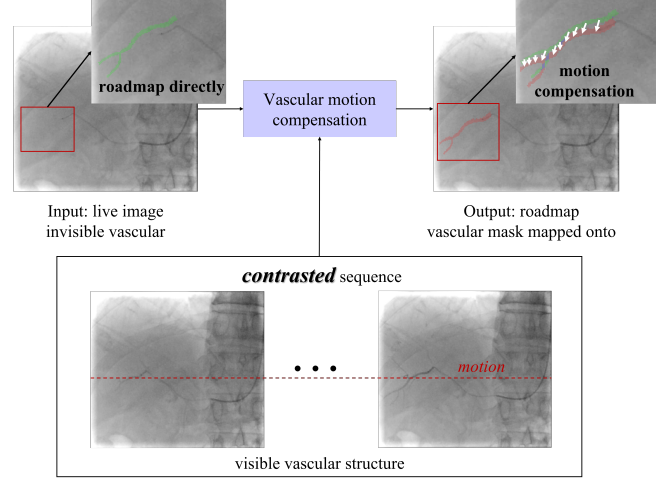 roadmap directly
motion
compensation
Vascular motion
compensation
Input: live image
invisible vascular
Output: roadmap
vascular mask mapped onto
contrasted sequence
motion
visible vascular structure